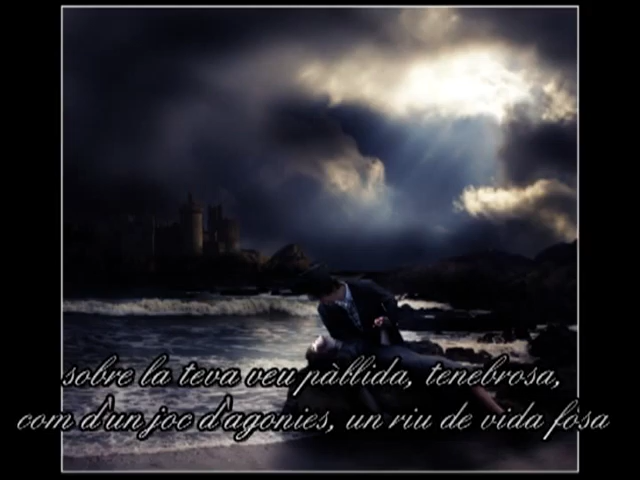 sobre la teva veu pàl·lida, tenebrosa,
com d'un joc d'agonies, un riu de vida fosa